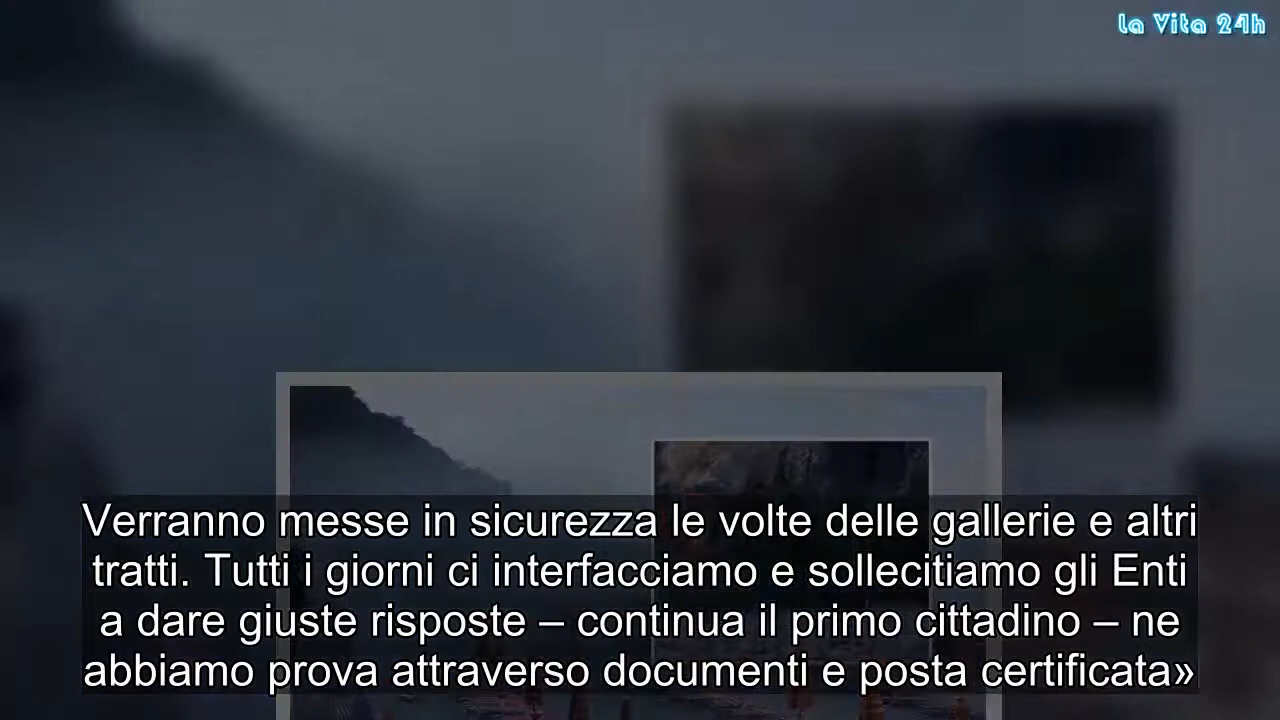 la Vita 24h
Verranno messe in sicurezza le volte delle gallerie e altri
tratti. Tutti i giorni ci interfacciamo e sollecitiamo gli Enti
a dare giuste risposte – continua il primo cittadino – ne
abbiamo prova attraverso documenti e posta certificata»